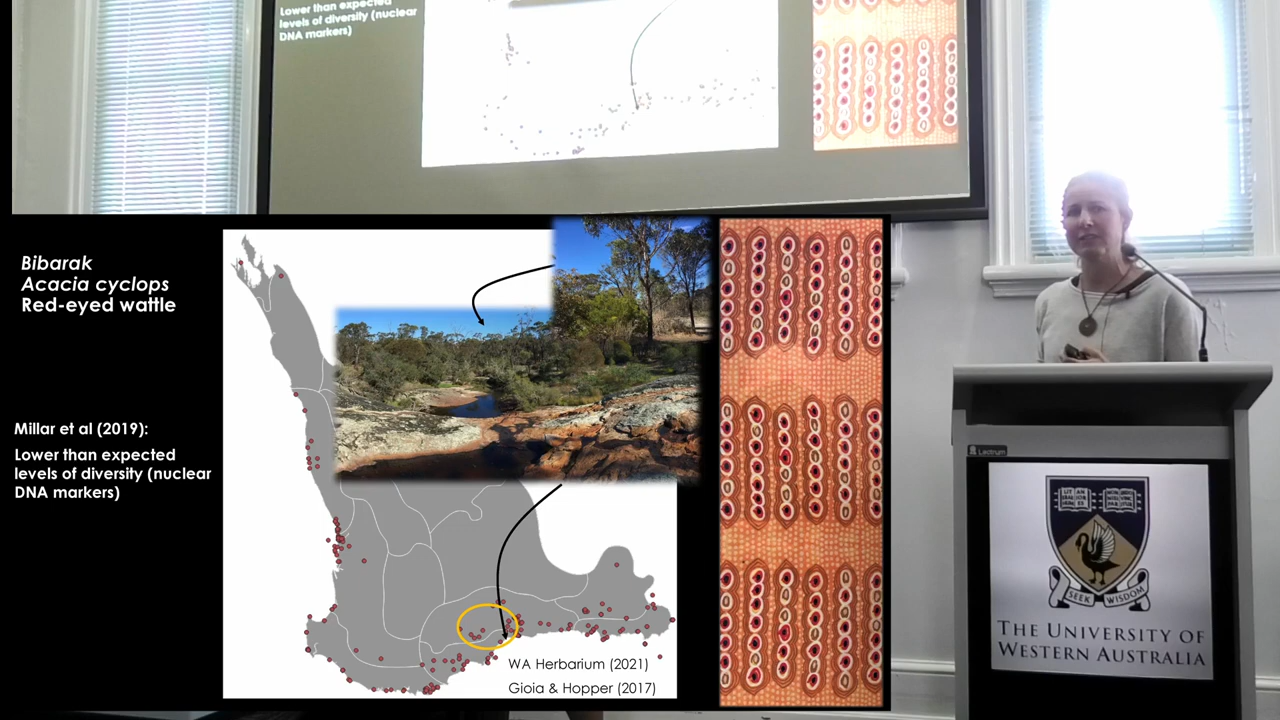 Lower than expected
levels of diversity (nuclear
DNA markers)
Bibarak
Acacia cyclops
Red-eyed wattle
Millar et al (2019):
Lower than expected
levels of diversity (nuclear
DNA markers)
WA Herbarium (2021)
Gioia & Hopper (2017)
Lectrum
SEEK WISDOM
THE UNIVERSITY OF
WESTERN AUSTRALIA